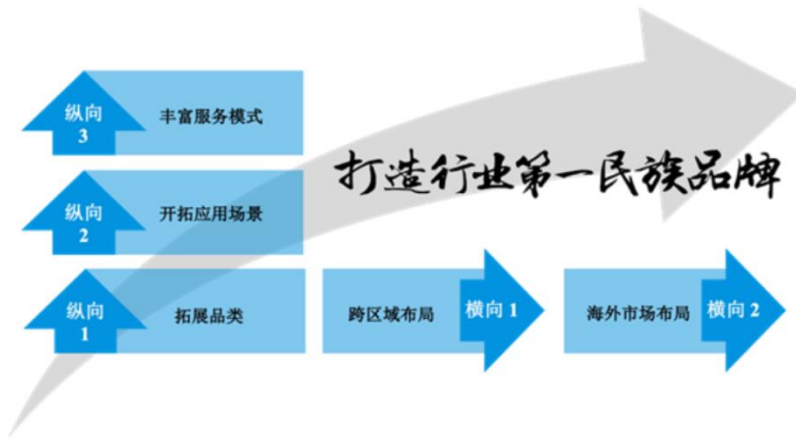 纵向
3
丰富服务模式
打造行业第一民族品牌
纵向
2
开拓应用场景
纵向
1
拓展品类
跨区域布局
横向 1
海外市场布局
横向 2